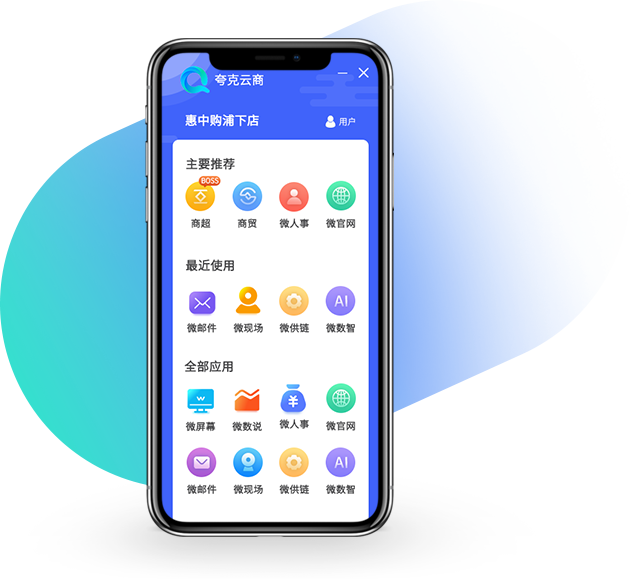 夸克云商
惠中购浦下店
用户
主要推荐
BOSS
商超 商贸 微人事 微官网
最近使用
AI
微邮件 微现场 微供链 微数智
全部应用
w ¥
微屏幕 微数说 微人事 微官网
AI
微邮件 微现场 微供链 微数智